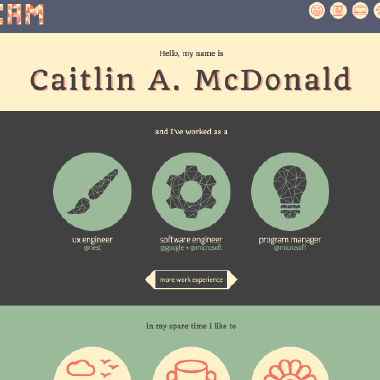 CAM
Hello, my name is
Caitlin A. McDonald
and I've worked as a
ux engineer
@nest
software engineer
@google + @microsoft
program manager
@microsoft
more work experience
in my spare time I like to